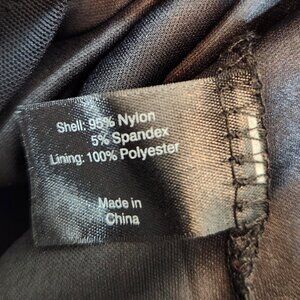 Shell: 95% Nylon
5% Spandex
Lining: 100% Polyester
Made in
China